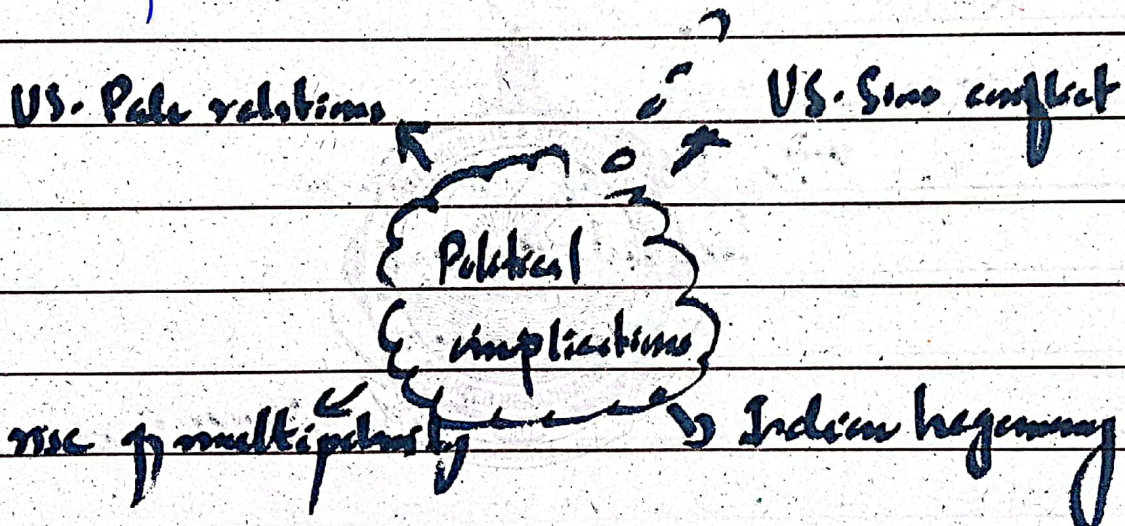 US. Pak relations
US. Sino conflict
Political
implications
rise of multipolarity
Indian hegemony